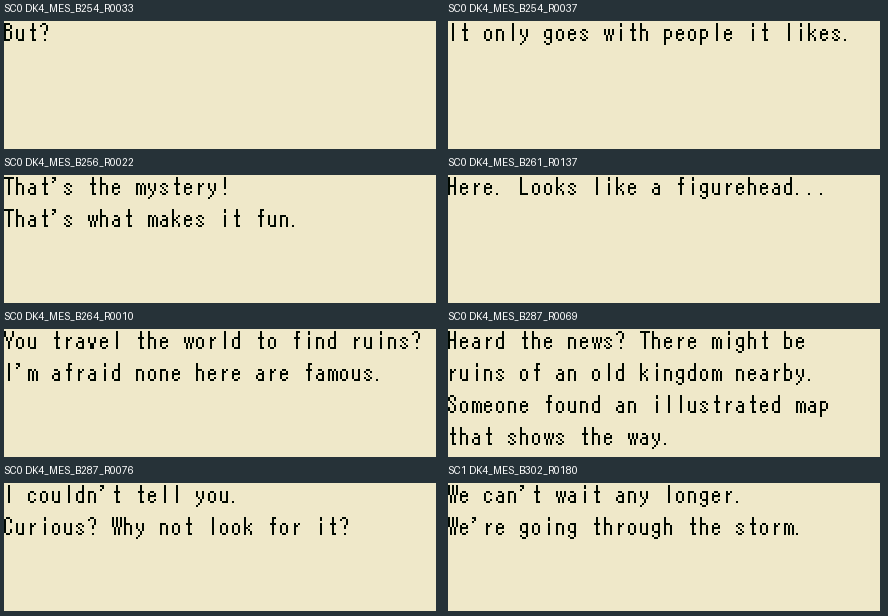 SC0 DK4_MES_B254_R0033
But?
SC0 DK4_MES_B254_R0037
It only goes with people it likes.
SC0 DK4_MES_B256_R0022
That's the mystery!
That's what makes it fun.
SC0 DK4_MES_B261_R0137
Here. Looks like a figurehead...
SC0 DK4_MES_B264_R0010
You travel the world to find ruins?
I'm afraid none here are famous.
SC0 DK4_MES_B287_R0069
Heard the news? There might be
ruins of an old kingdom nearby.
Someone found an illustrated map
that shows the way.
SC0 DK4_MES_B287_R0076
I couldn't tell you.
Curious? Why not look for it?
SC1 DK4_MES_B302_R0180
We can't wait any longer.
We're going through the storm.